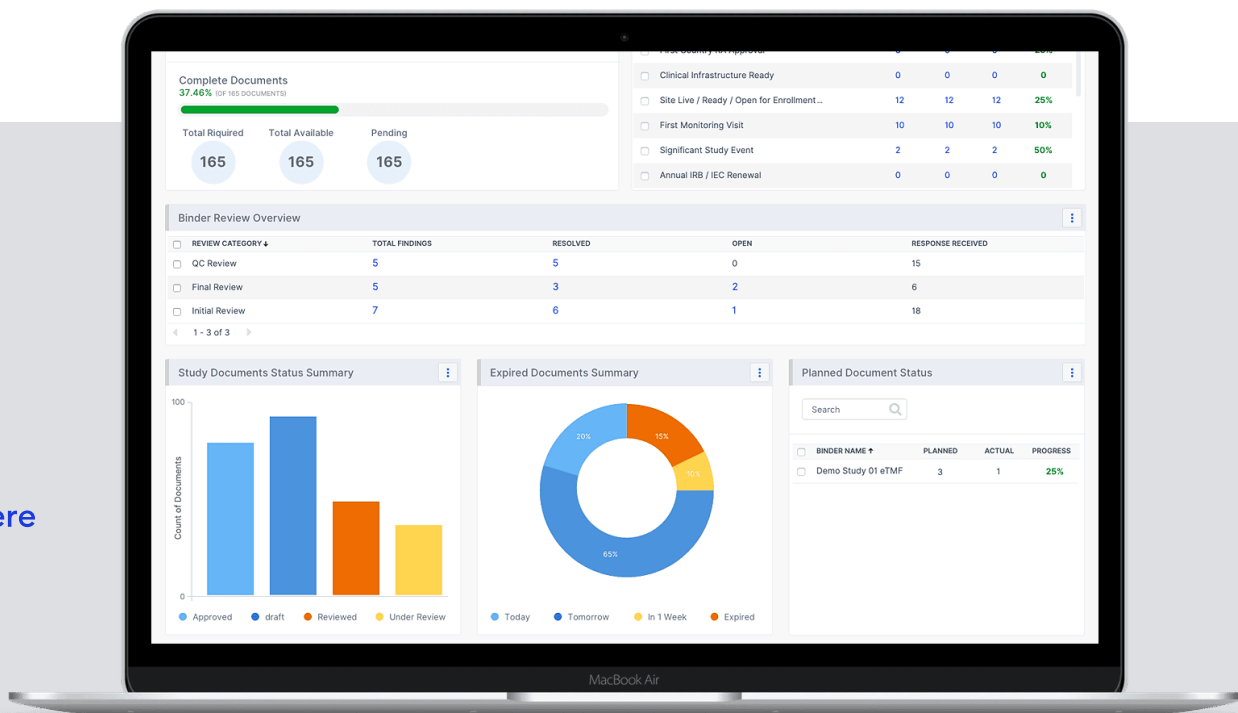 First Country RA Approval
Complete Documents
37.46% (OF 165 DOCUMENTS)
Total Riquired Total Available Pending
165 165 165
Clinical Infrastructure Ready 0 0 0 0
Site Live / Ready / Open for Enrollment... 12 12 12 25%
First Monitoring Visit 10 10 10 10%
Significant Study Event 2 2 2 50%
Annual IRB / IEC Renewal 0 0 0 0
Binder Review Overview
REVIEW CATEGORY TOTAL FINDINGS RESOLVED OPEN RESPONSE RECEIVED
QC Review 5 5 0 15
Final Review 5 3 2 6
Initial Review 7 6 1 18
1 - 3 of 3
Study Documents Status Summary
100
Count of Documents
0
Approved draft Reviewed Under Review
Expired Documents Summary
20% 15%
10%
65%
Today Tomorrow In 1 Week Expired
Planned Document Status
Search
BINDER NAME PLANNED ACTUAL PROGRESS
Demo Study 01 eTMF 3 1 25%
ere
MacBook Air